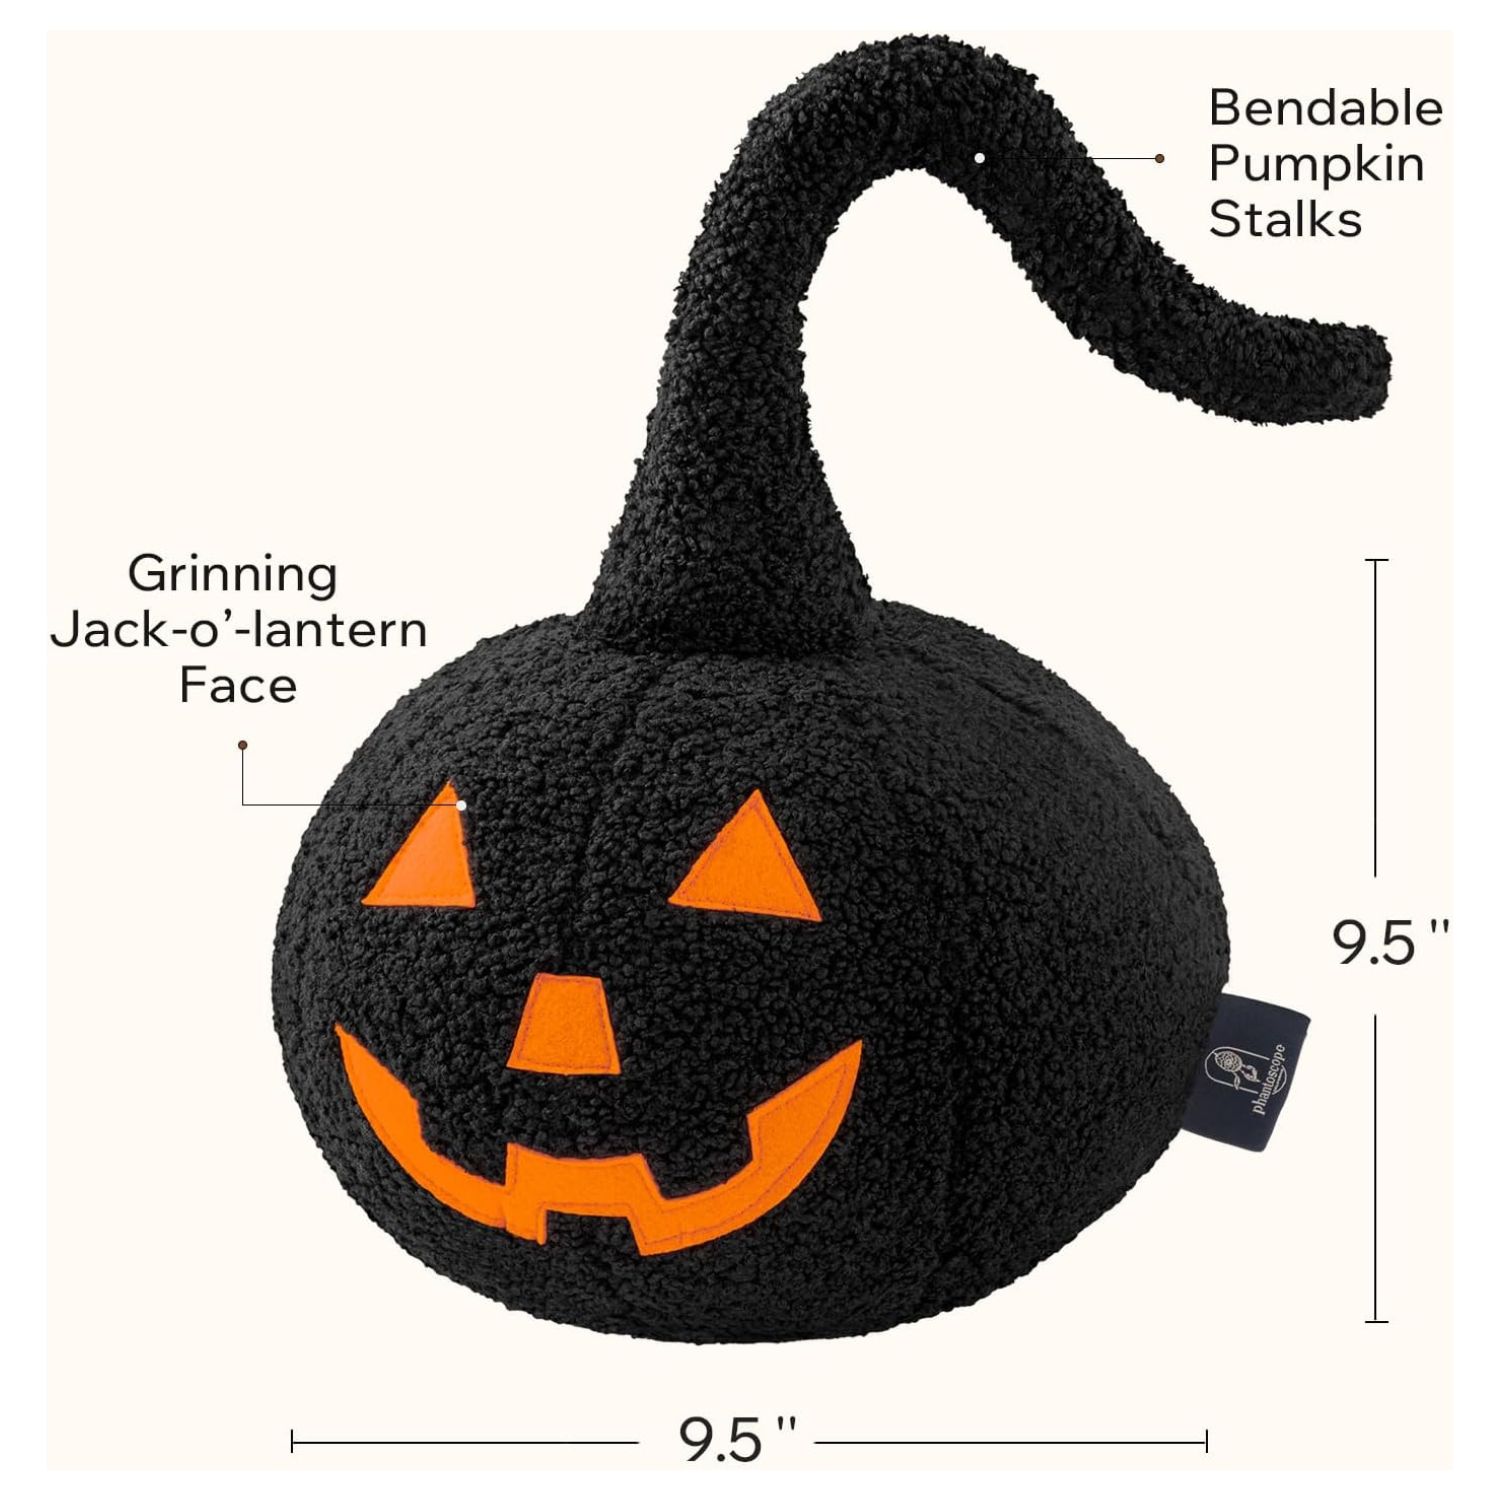 Bendable
Pumpkin
Stalks
Grinning
Jack-o’-lantern
Face
9.5 "
phantoscope
9.5 "